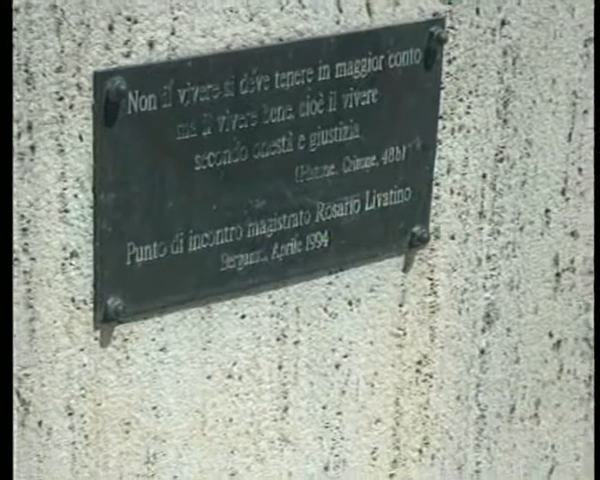 Non il vivere si deve tenere in maggior conto
ma il vivere bene, cioè il vivere
secondo onestà e giustizia
(Platone, Critone, 48b)
Punto di incontro magistrato Rosario Livatino
Bergamo, Aprile 1994